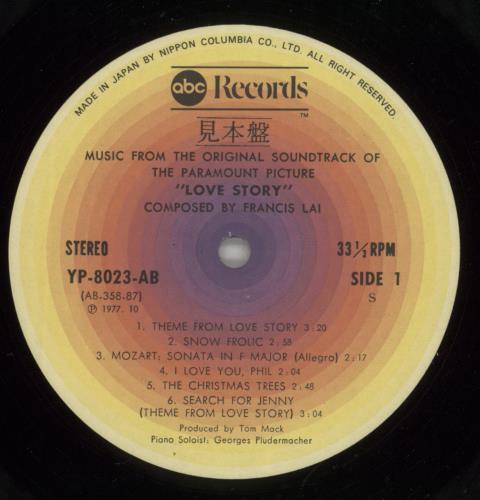 MADE IN JAPAN BY NIPPON COLUMBIA CO., LTD. ALL RIGHT RESERVED.
abc Records
TM
見本盤
MUSIC FROM THE ORIGINAL SOUNDTRACK OF
THE PARAMOUNT PICTURE
"LOVE STORY"
COMPOSED BY FRANCIS LAI
STEREO 33 1/3 RPM
YP-8023-AB SIDE 1
(AB-358-87) S
Ⓟ 1977. 10
1. THEME FROM LOVE STORY 3:20
2. SNOW FROLIC 2:58
3. MOZART: SONATA IN F MAJOR (Allegro) 2:17
4. I LOVE YOU, PHIL 2:04
5. THE CHRISTMAS TREES 2:48
6. SEARCH FOR JENNY
(THEME FROM LOVE STORY) 3:04
Produced by Tom Mack
Piano Soloist: Georges Pludermacher